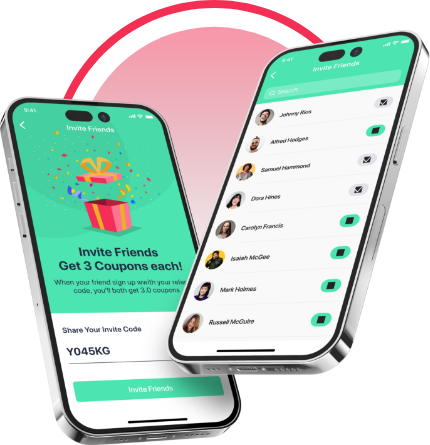 9:41
Invite Friends
Invite Friends
Get 3 Coupons each!
When your friend sign up wwith your
code, you'll both get 3.0 coupons.
Share Your Invite Code
Y045KG
Invite Friends
9:41
Invite Friends
Search
Johnny Rios
Alfred Hodges
Samuel Hammond
Dora Hines
Carolyn Francis
Isaiah McGee
Mark Holmes
Russell McGuire